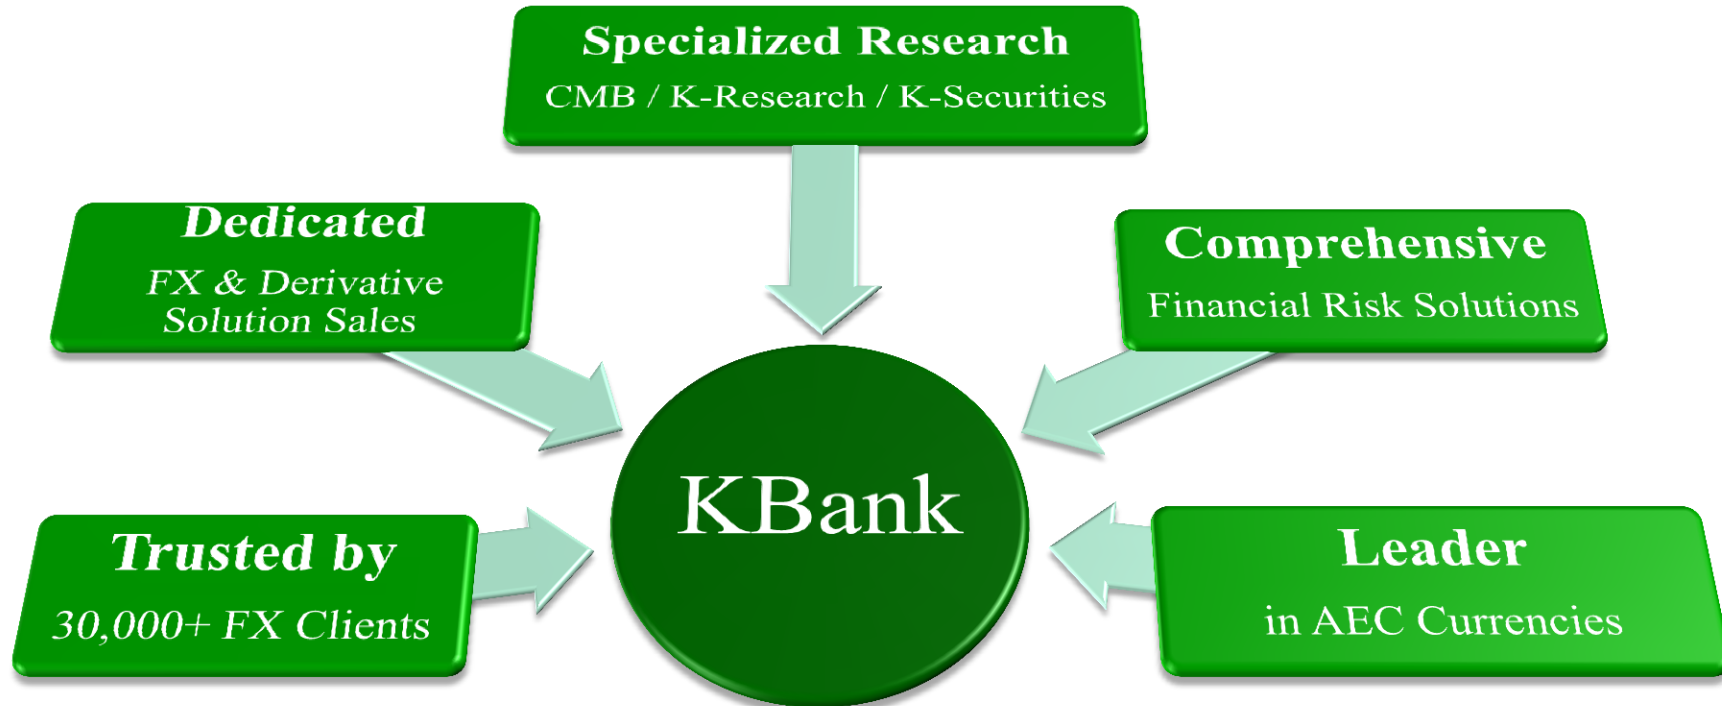 Specialized Research
CMB / K-Research / K-Securities
Dedicated
FX & Derivative
Solution Sales
Comprehensive
Financial Risk Solutions
KBank
Trusted by
30,000+ FX Clients
Leader
in AEC Currencies